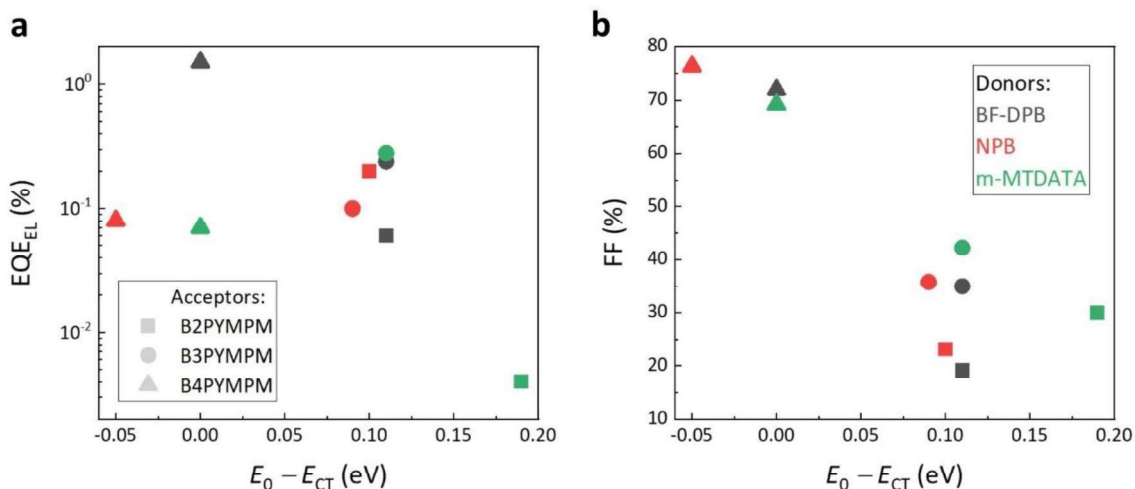 a
EQE_EL (%)
10^0
10^-1
10^-2
Acceptors:
B2PYMPM
B3PYMPM
B4PYMPM
-0.05 0.00 0.05 0.10 0.15 0.20
E_0 − E_CT (eV)
b
FF (%)
80
70
60
50
40
30
20
10
Donors:
BF-DPB
NPB
m-MTDATA
-0.05 0.00 0.05 0.10 0.15 0.20
E_0 − E_CT (eV)